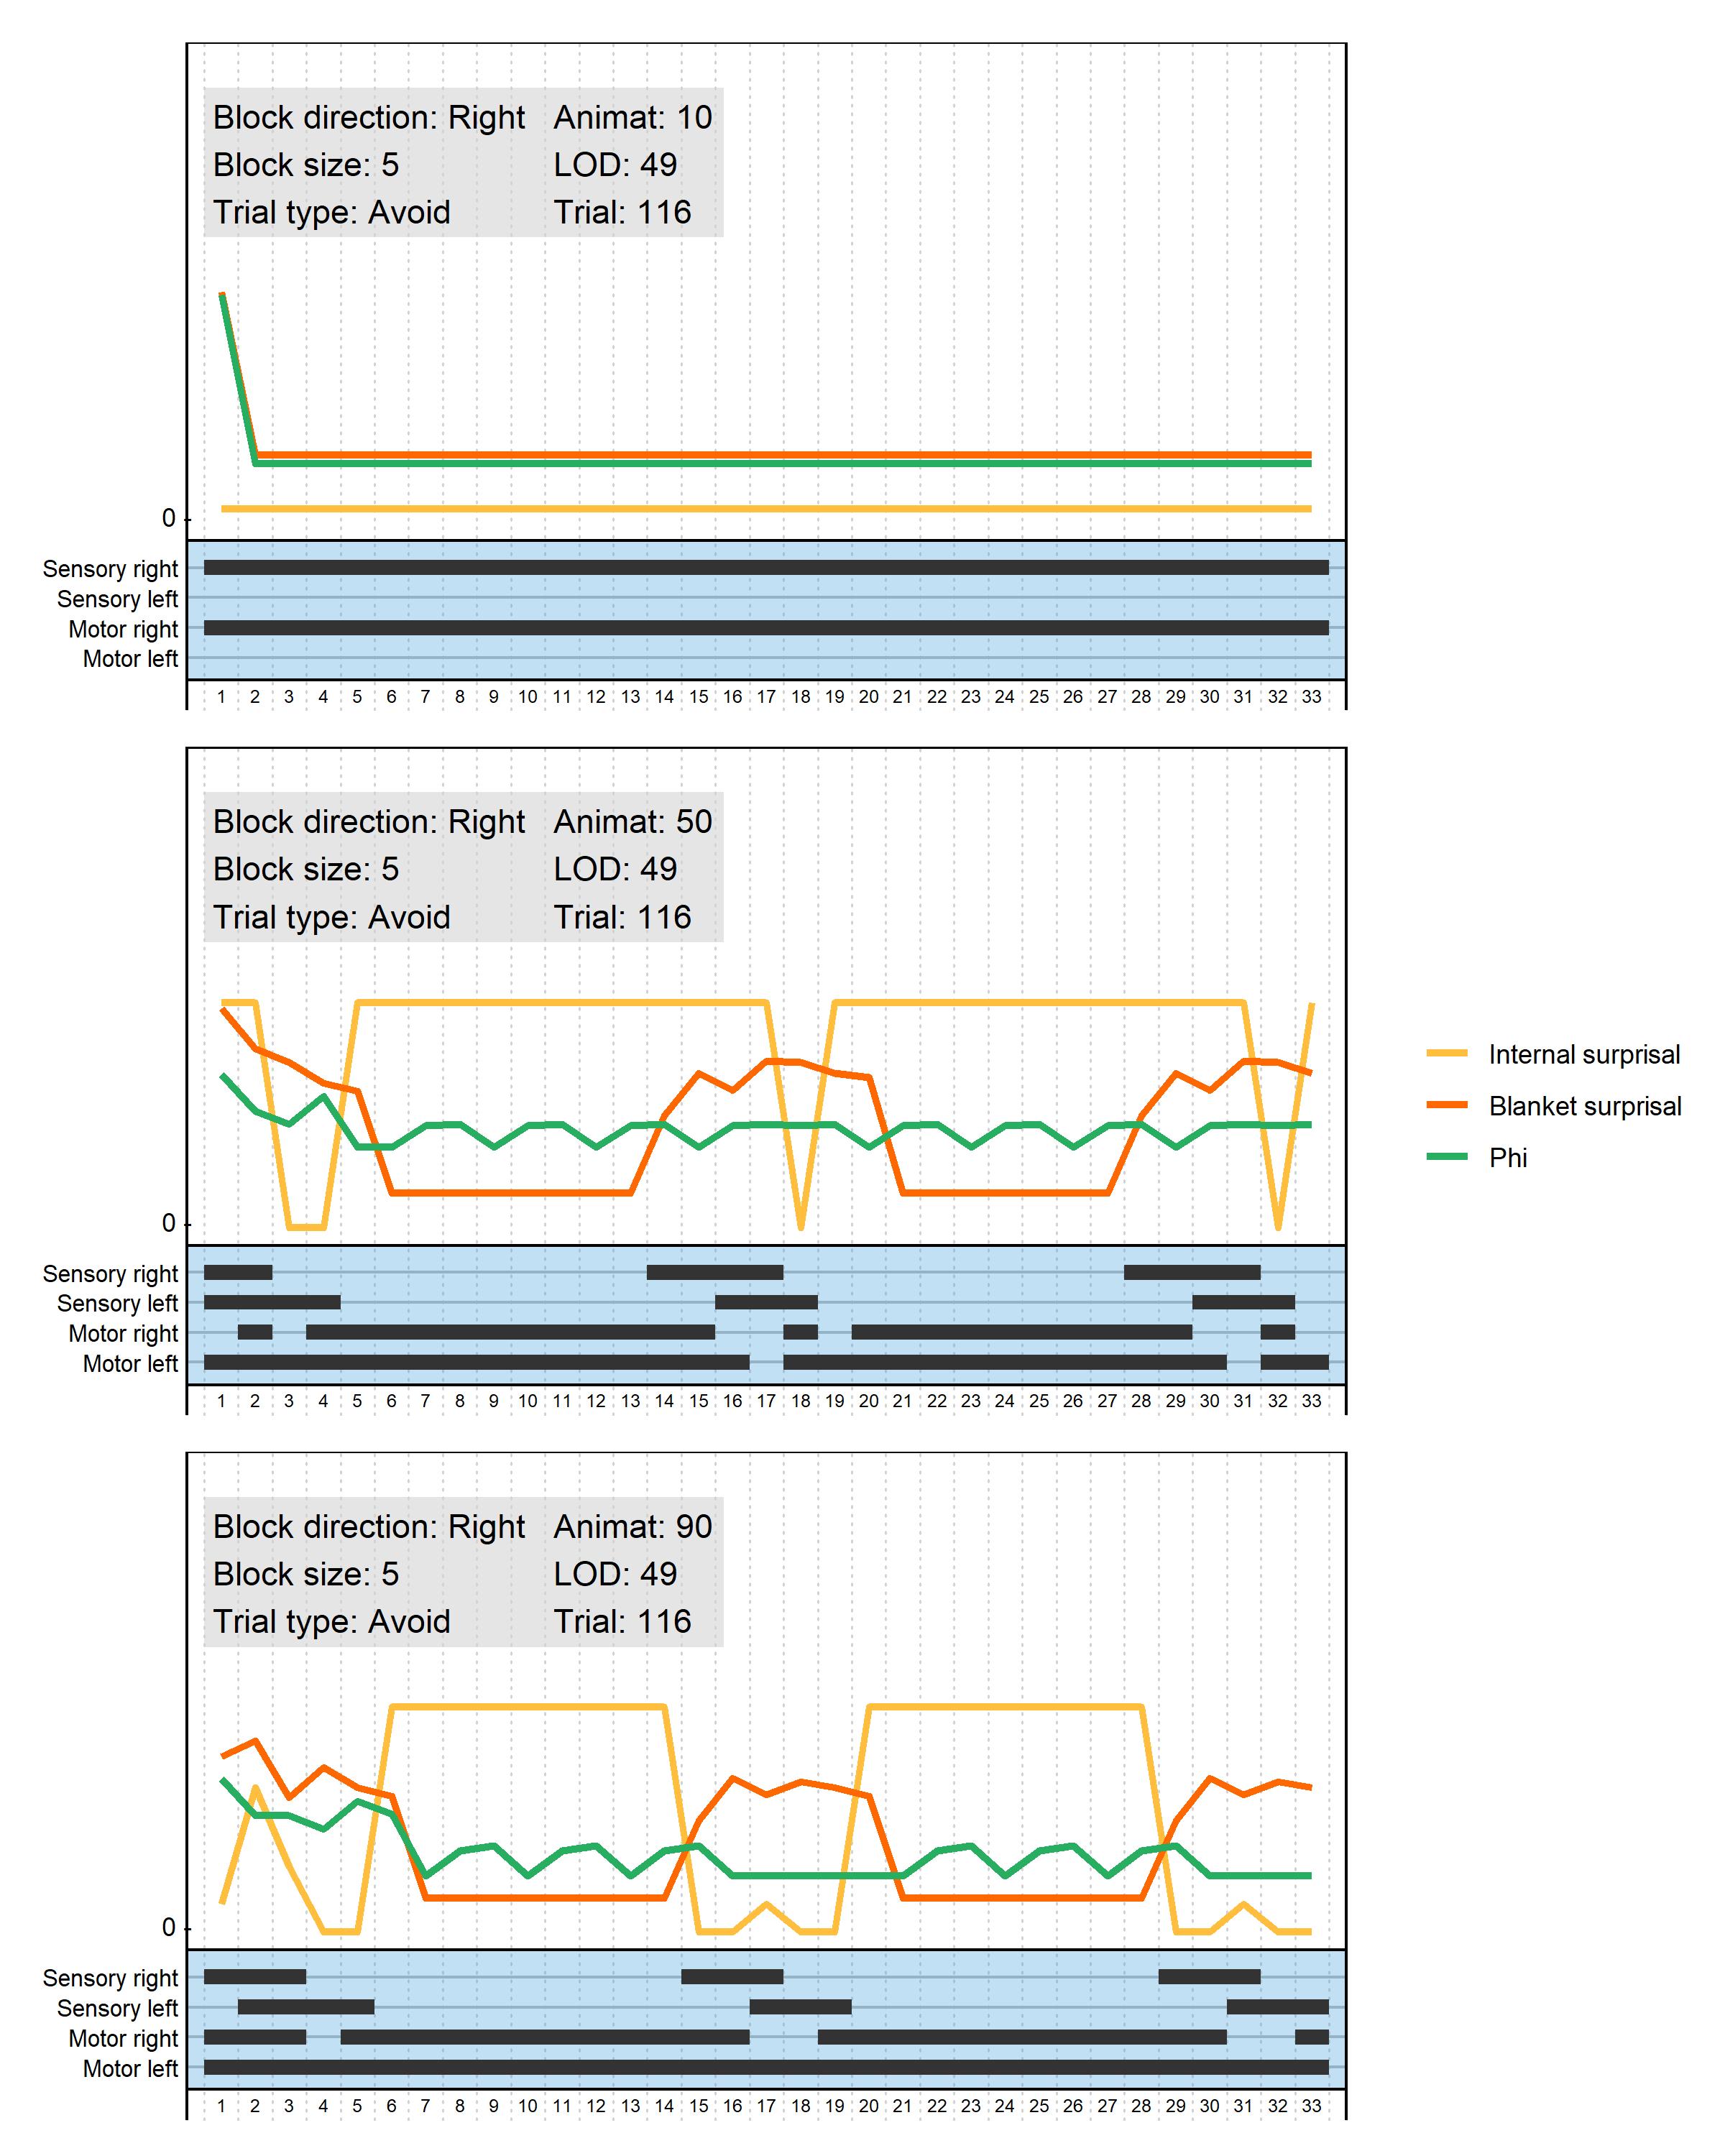 Block direction: Right Animat: 10
Block size: 5 LOD: 49
Trial type: Avoid Trial: 116
0
Sensory right
Sensory left
Motor right
Motor left
1 2 3 4 5 6 7 8 9 10 11 12 13 14 15 16 17 18 19 20 21 22 23 24 25 26 27 28 29 30 31 32 33
Block direction: Right Animat: 50
Block size: 5 LOD: 49
Trial type: Avoid Trial: 116
Internal surprisal
Blanket surprisal
Phi
0
Sensory right
Sensory left
Motor right
Motor left
1 2 3 4 5 6 7 8 9 10 11 12 13 14 15 16 17 18 19 20 21 22 23 24 25 26 27 28 29 30 31 32 33
Block direction: Right Animat: 90
Block size: 5 LOD: 49
Trial type: Avoid Trial: 116
0
Sensory right
Sensory left
Motor right
Motor left
1 2 3 4 5 6 7 8 9 10 11 12 13 14 15 16 17 18 19 20 21 22 23 24 25 26 27 28 29 30 31 32 33